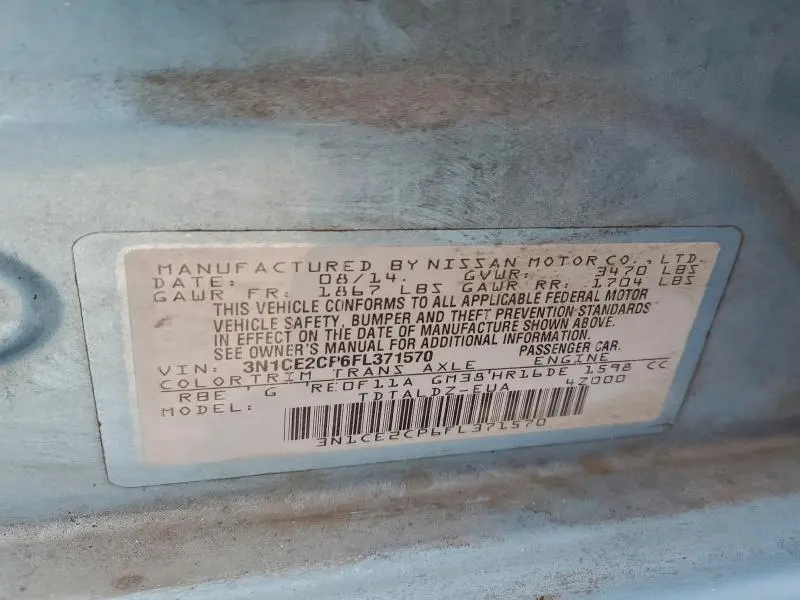 MANUFACTURED BY NISSAN MOTOR CO., LTD.
DATE: 08/14. GVWR: 3470 LBS
GAWR FR: 1867 LBS GAWR RR: 1704 LBS
THIS VEHICLE CONFORMS TO ALL APPLICABLE FEDERAL MOTOR
VEHICLE SAFETY, BUMPER AND THEFT PREVENTION STANDARDS
IN EFFECT ON THE DATE OF MANUFACTURE SHOWN ABOVE.
SEE OWNER'S MANUAL FOR ADDITIONAL INFORMATION.
VIN: 3N1CE2CP6FL371570 PASSENGER CAR.
COLOR TRIM TRANS AXLE ENGINE
RBE G RE0F11A GM38 HR16DE 1598 CC
MODEL: TDTALDZ-EUA 4Z000
3N1CE2CP6FL371570